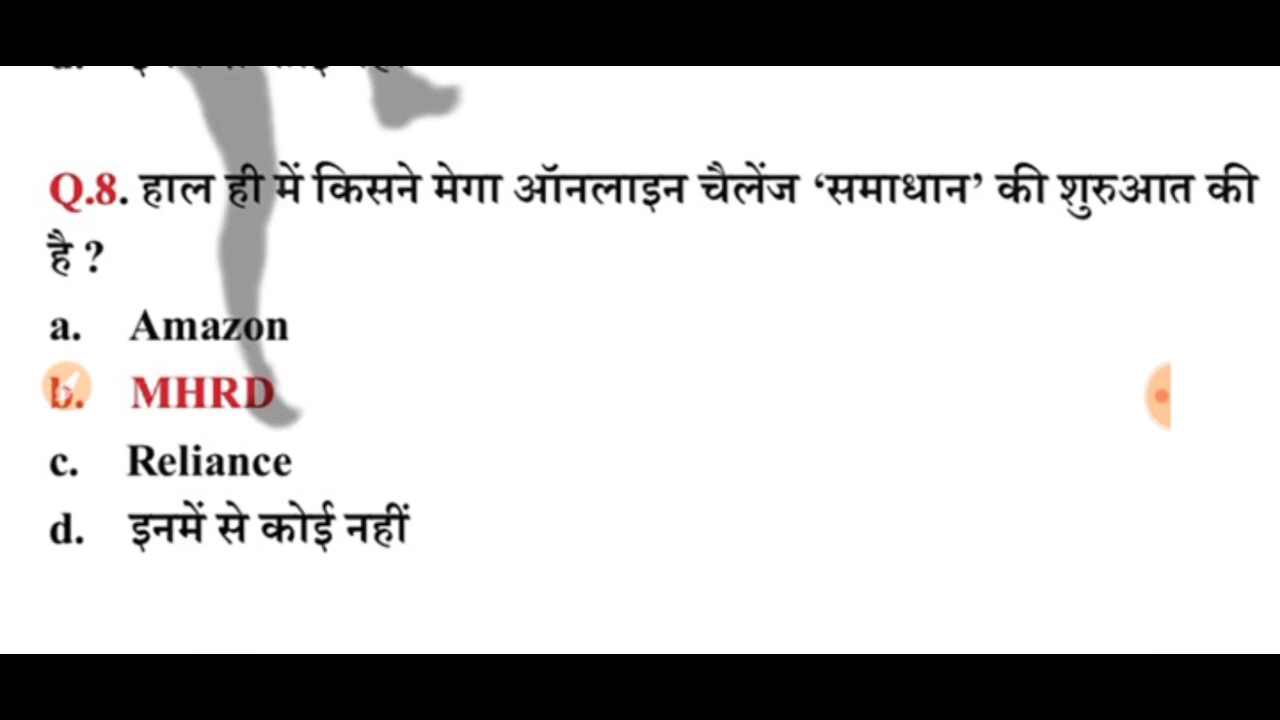 Q.8. हाल ही में किसने मेगा ऑनलाइन चैलेंज ‘समाधान’ की शुरुआत की
है ?
a. Amazon
b. MHRD
c. Reliance
d. इनमें से कोई नहीं